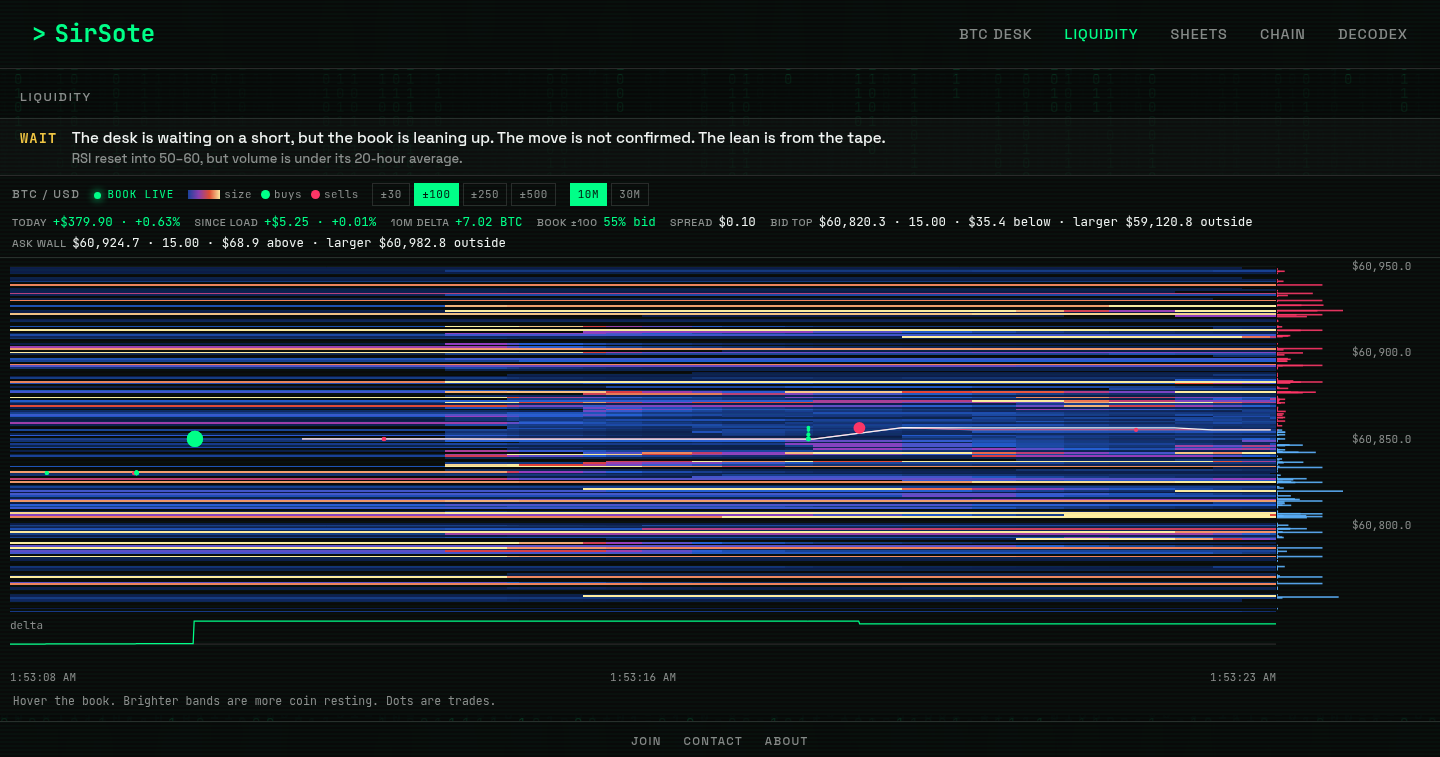 > SirSote
BTC DESK LIQUIDITY SHEETS CHAIN DECODEX
LIQUIDITY
WAIT The desk is waiting on a short, but the book is leaning up. The move is not confirmed. The lean is from the tape.
RSI reset into 50–60, but volume is under its 20-hour average.
BTC / USD BOOK LIVE size buys sells ±30 ±100 ±250 ±500 10M 30M
TODAY +$379.90 · +0.63% SINCE LOAD +$5.25 · +0.01% 10M DELTA +7.02 BTC BOOK ±100 55% bid SPREAD $0.10 BID TOP $60,820.3 · 15.00 · $35.4 below · larger $59,120.8 outside
ASK WALL $60,924.7 · 15.00 · $68.9 above · larger $60,982.8 outside
$60,950.0
$60,900.0
$60,850.0
$60,800.0
delta
1:53:08 AM 1:53:16 AM 1:53:23 AM
Hover the book. Brighter bands are more coin resting. Dots are trades.
JOIN CONTACT ABOUT